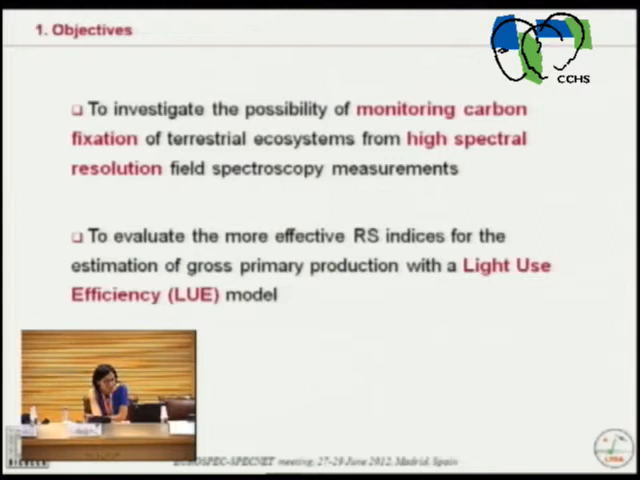 1. Objectives
CCHS
❑ To investigate the possibility of monitoring carbon
fixation of terrestrial ecosystems from high spectral
resolution field spectroscopy measurements
❑ To evaluate the more effective RS indices for the
estimation of gross primary production with a Light Use
Efficiency (LUE) model
EUROSPEC-SPECNET meeting, 27-29 June 2012, Madrid, Spain